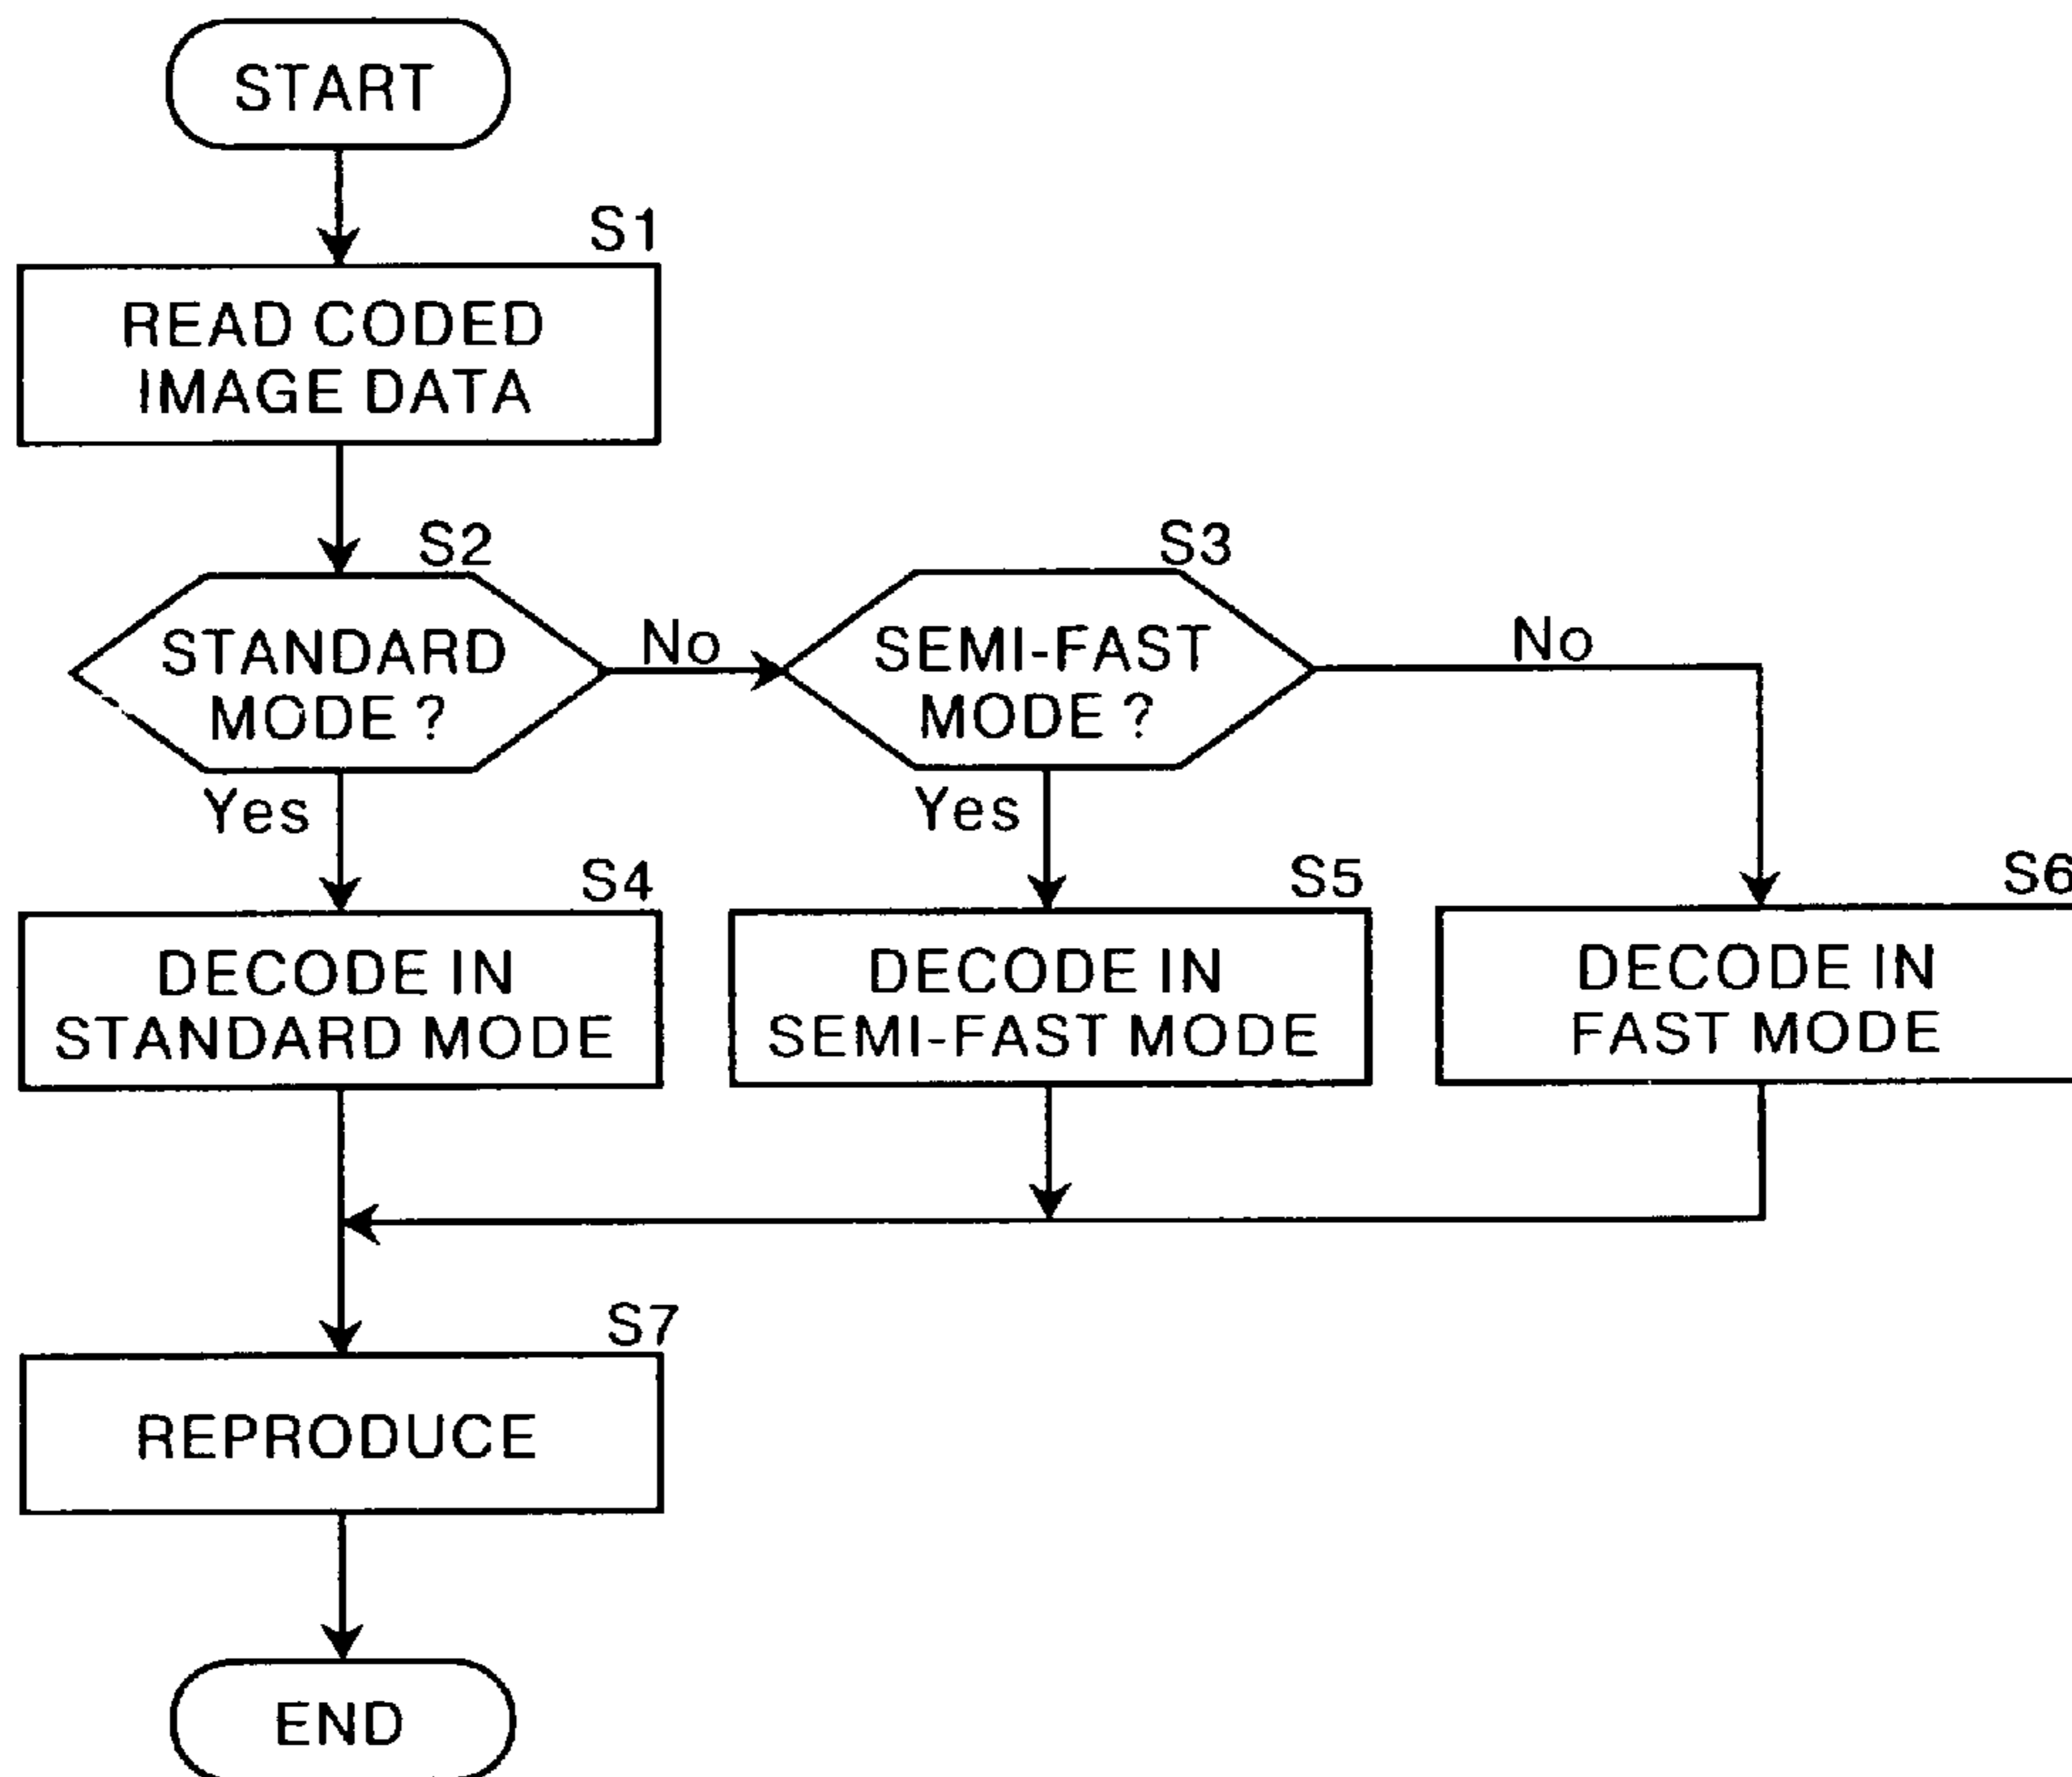 START
S1
READ CODED
IMAGE DATA
S2
STANDARD
MODE ?
No
S3
SEMI-FAST
MODE ?
No
Yes
Yes
S4
DECODE IN
STANDARD MODE
S5
DECODE IN
SEMI-FAST MODE
S6
DECODE IN
FAST MODE
S7
REPRODUCE
END